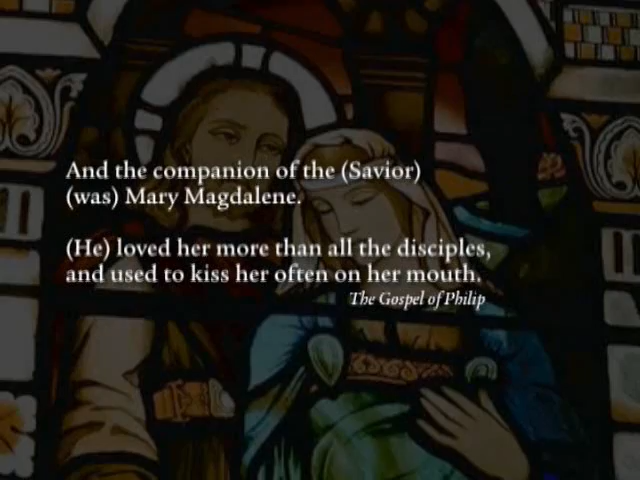 And the companion of the (Savior)
(was) Mary Magdalene.
(He) loved her more than all the disciples,
and used to kiss her often on her mouth.
The Gospel of Philip